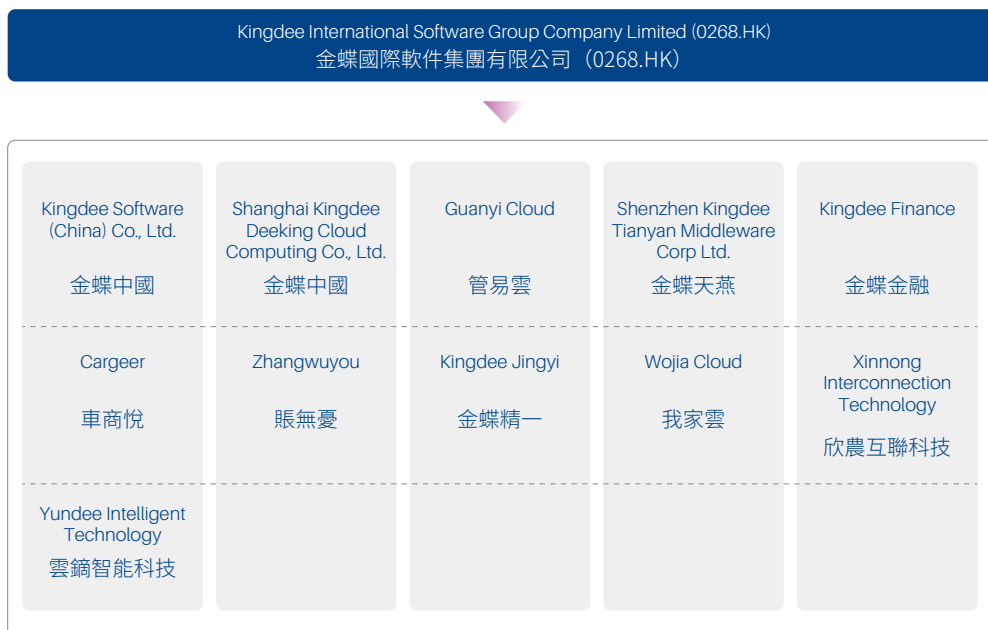 Kingdee International Software Group Company Limited (0268.HK)
金蝶國際軟件集團有限公司（0268.HK）
Kingdee Software
(China) Co., Ltd.
金蝶中國
Shanghai Kingdee
Deeking Cloud
Computing Co., Ltd.
金蝶中國
Guanyi Cloud
管易雲
Shenzhen Kingdee
Tianyan Middleware
Corp Ltd.
金蝶天燕
Kingdee Finance
金蝶金融
Cargeer
車商悅
Zhangwuyou
賬無憂
Kingdee Jingyi
金蝶精一
Wojia Cloud
我家雲
Xinnong
Interconnection
Technology
欣農互聯科技
Yundee Intelligent
Technology
雲鏑智能科技